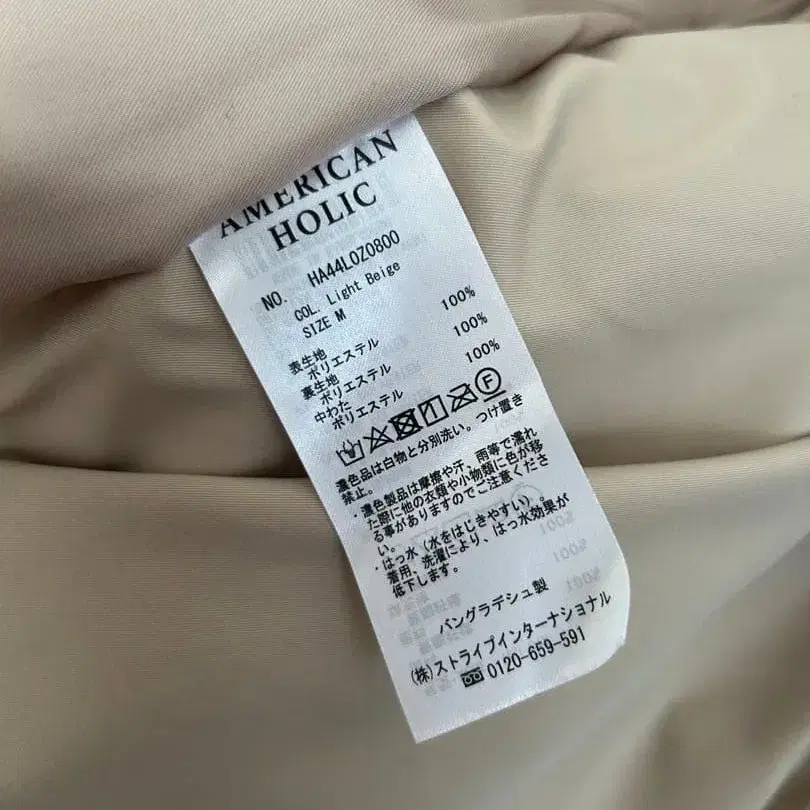 AMERICAN
HOLIC
NO. HA44L0Z0800
COL. Light Beige
SIZE M
表生地
ポリエステル 100%
裏生地
ポリエステル 100%
中わた
ポリエステル 100%
濃色品は白物と分別洗い。つけ置き
禁止。
・濃色製品は摩擦や汗、雨等で濡れ
た際に他の衣類や小物類に色が移
る事がありますのでご注意くださ
い。
・はっ水（水をはじきやすい）。
着用、洗濯により、はっ水効果が
低下します。
バングラデシュ製
(株)ストライプインターナショナル
0120-659-591